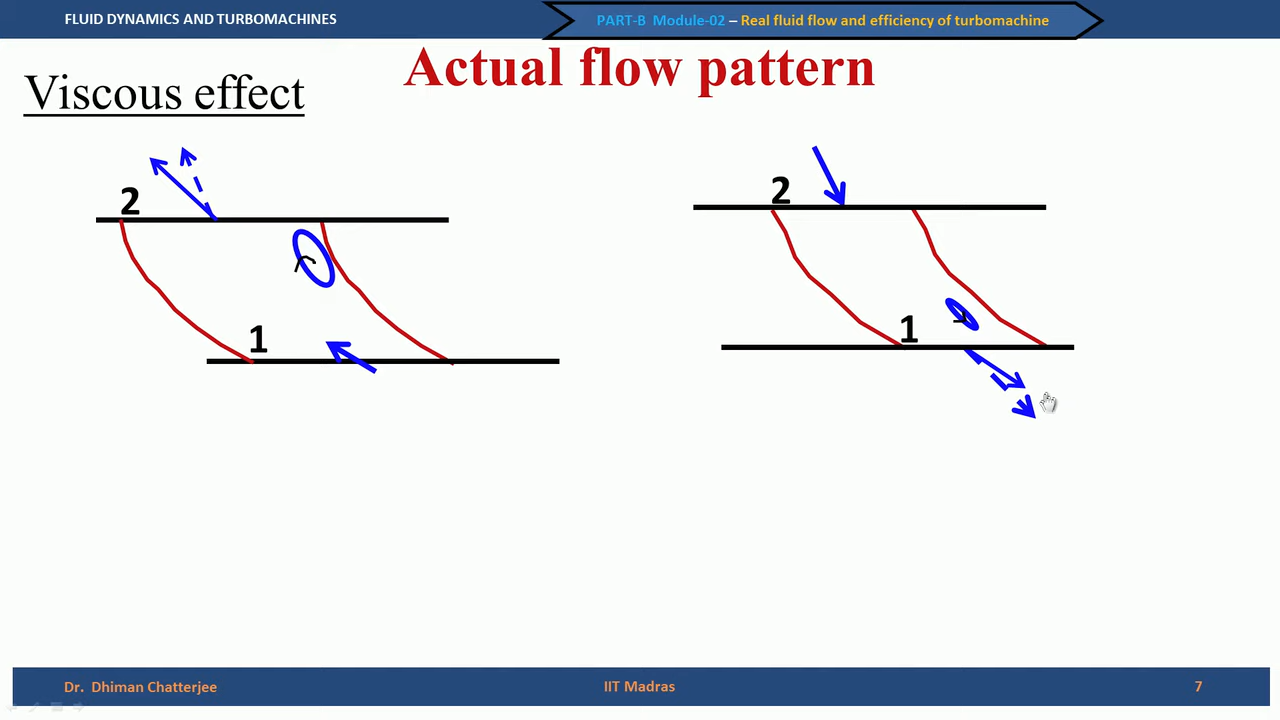 FLUID DYNAMICS AND TURBOMACHINES
PART-B Module-02 – Real fluid flow and efficiency of turbomachine
Actual flow pattern
Viscous effect
2
1
2
1
Dr. Dhiman Chatterjee
IIT Madras
7